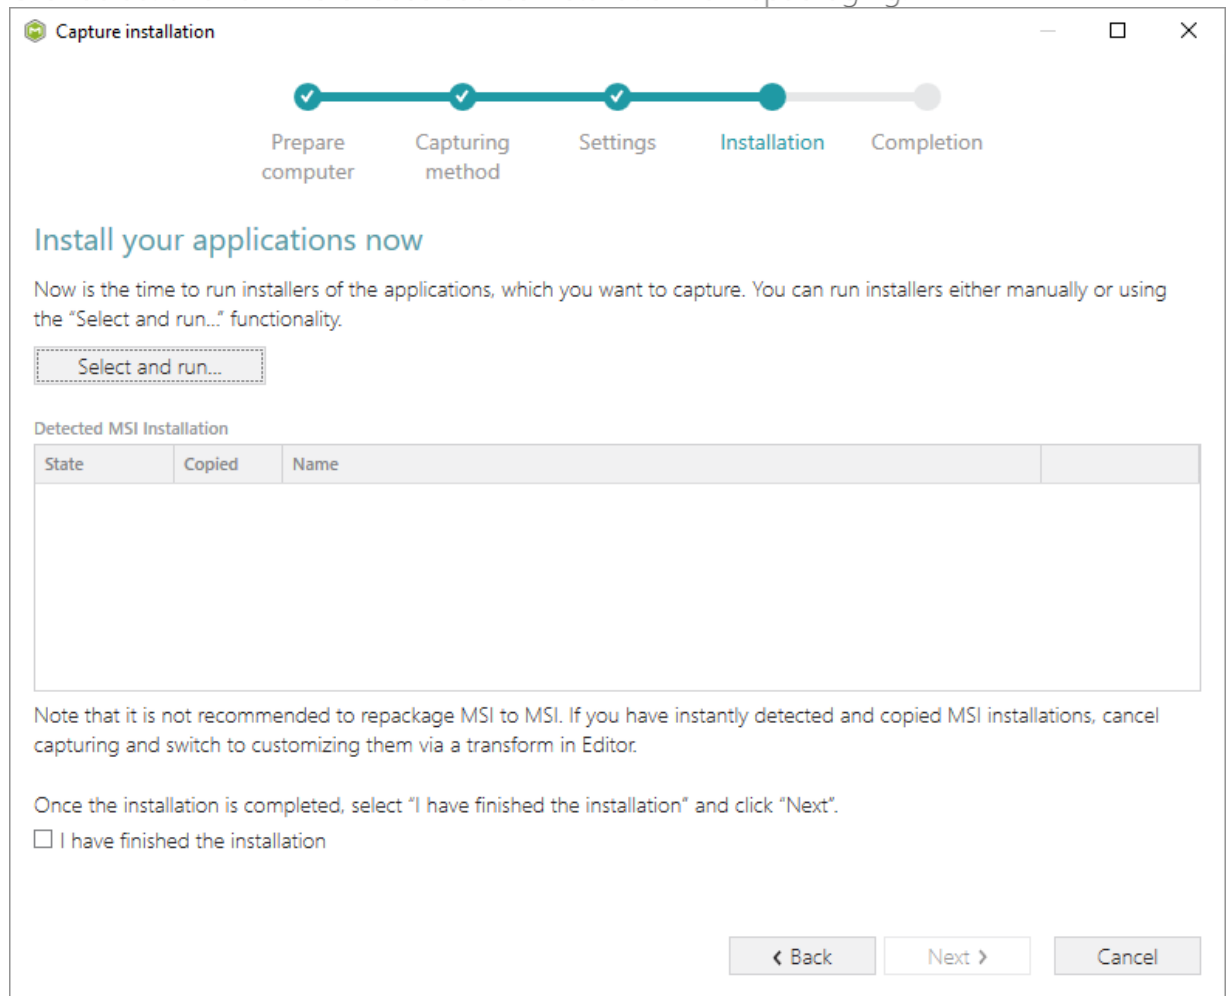 Capture installation
Prepare
computer
Capturing
method
Settings
Installation
Completion
Install your applications now
Now is the time to run installers of the applications, which you want to capture. You can run installers either manually or using
the “Select and run...” functionality.
Select and run...
Detected MSI Installation
State Copied Name
Note that it is not recommended to repackage MSI to MSI. If you have instantly detected and copied MSI installations, cancel
capturing and switch to customizing them via a transform in Editor.
Once the installation is completed, select “I have finished the installation” and click “Next”.
I have finished the installation
Back
Next
Cancel